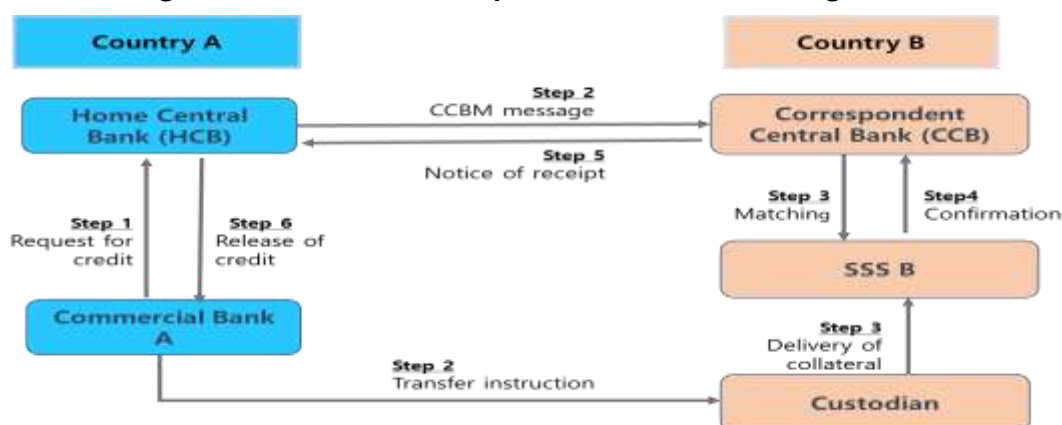 Country A
Country B
Step 2
CCBM message
Home Central
Bank (HCB)
Correspondent
Central Bank (CCB)
Step 5
Notice of receipt
Step 1
Request for
credit
Step 6
Release of
credit
Step 3
Matching
Step4
Confirmation
SSS B
Commercial Bank
A
Step 3
Delivery of
collateral
Step 2
Transfer instruction
Custodian